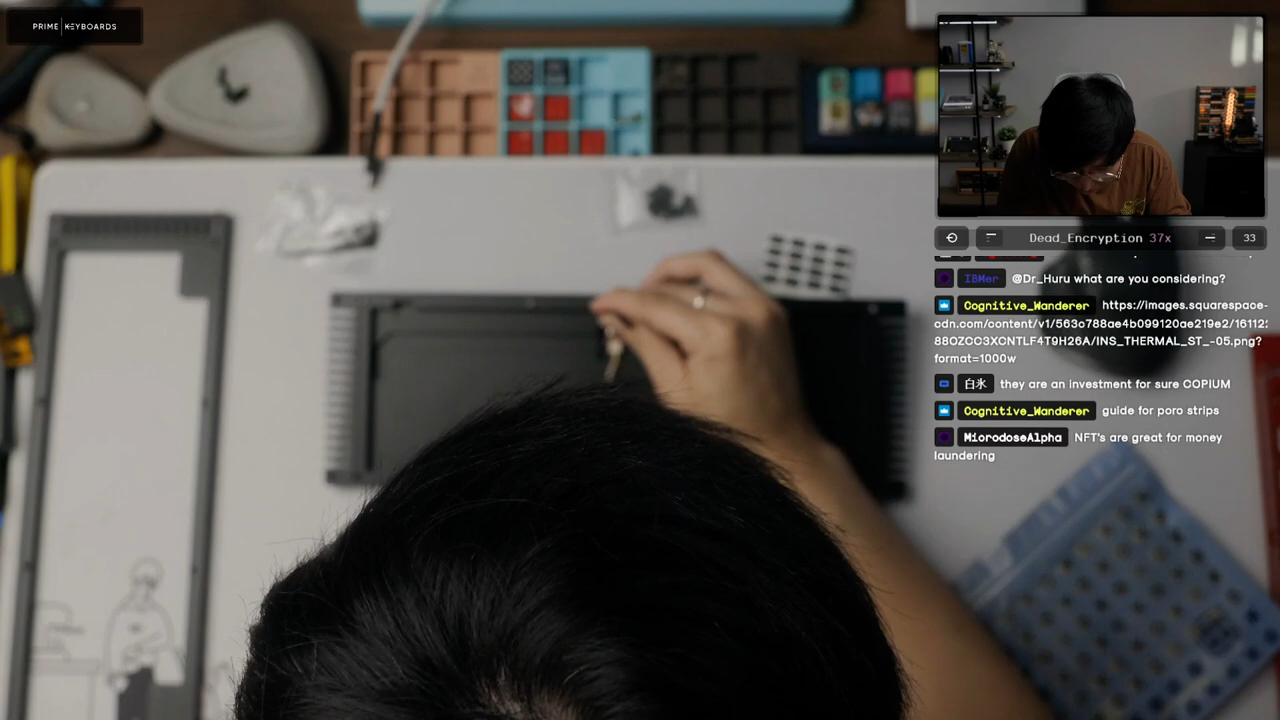 PRIME KEYBOARDS
Dead_Encryption 37x
33
IBMer @Dr_Huru what are you considering?
Cognitive_Wanderer https://images.squarespace-
cdn.com/content/v1/563c788ae4b099120ae219e2/16112
88OZOC3XCNTLF4T9H26A/INS_THERMAL_ST_-05.png?
format=1000w
白氷 they are an investment for sure COPIUM
Cognitive_Wanderer guide for poro strips
MicrodoseAlpha NFT's are great for money
laundering